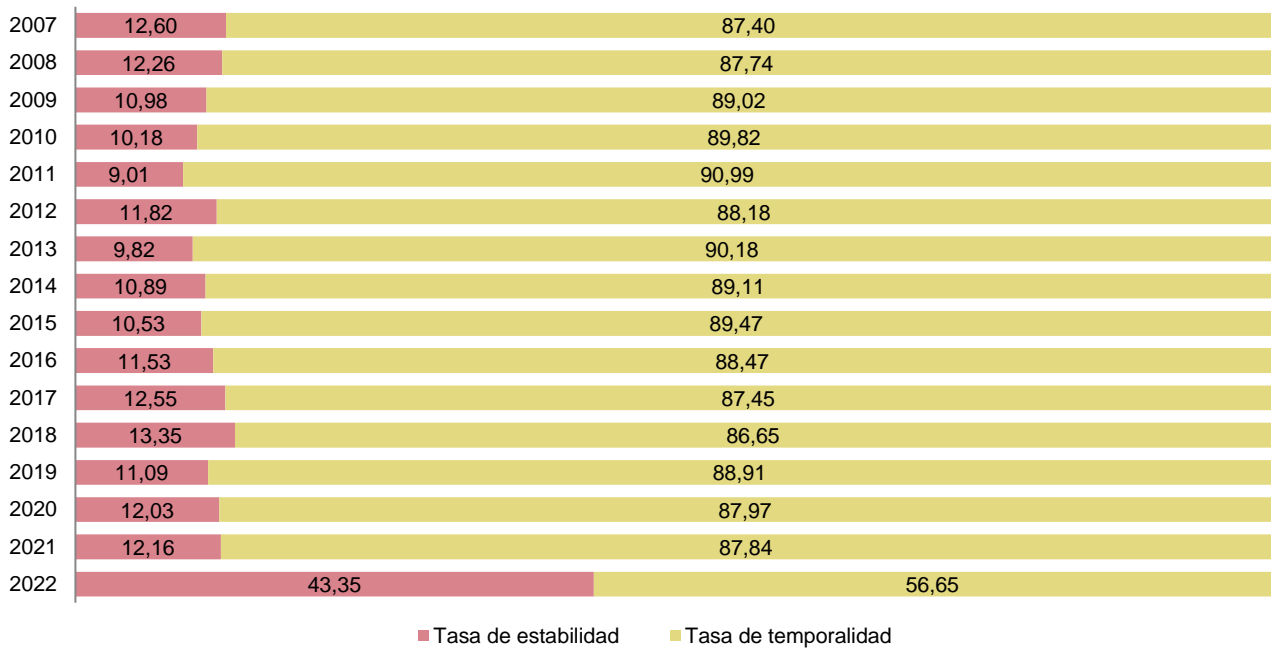 2007 12,60 87,40
2008 12,26 87,74
2009 10,98 89,02
2010 10,18 89,82
2011 9,01 90,99
2012 11,82 88,18
2013 9,82 90,18
2014 10,89 89,11
2015 10,53 89,47
2016 11,53 88,47
2017 12,55 87,45
2018 13,35 86,65
2019 11,09 88,91
2020 12,03 87,97
2021 12,16 87,84
2022 43,35 56,65
Tasa de estabilidad Tasa de temporalidad